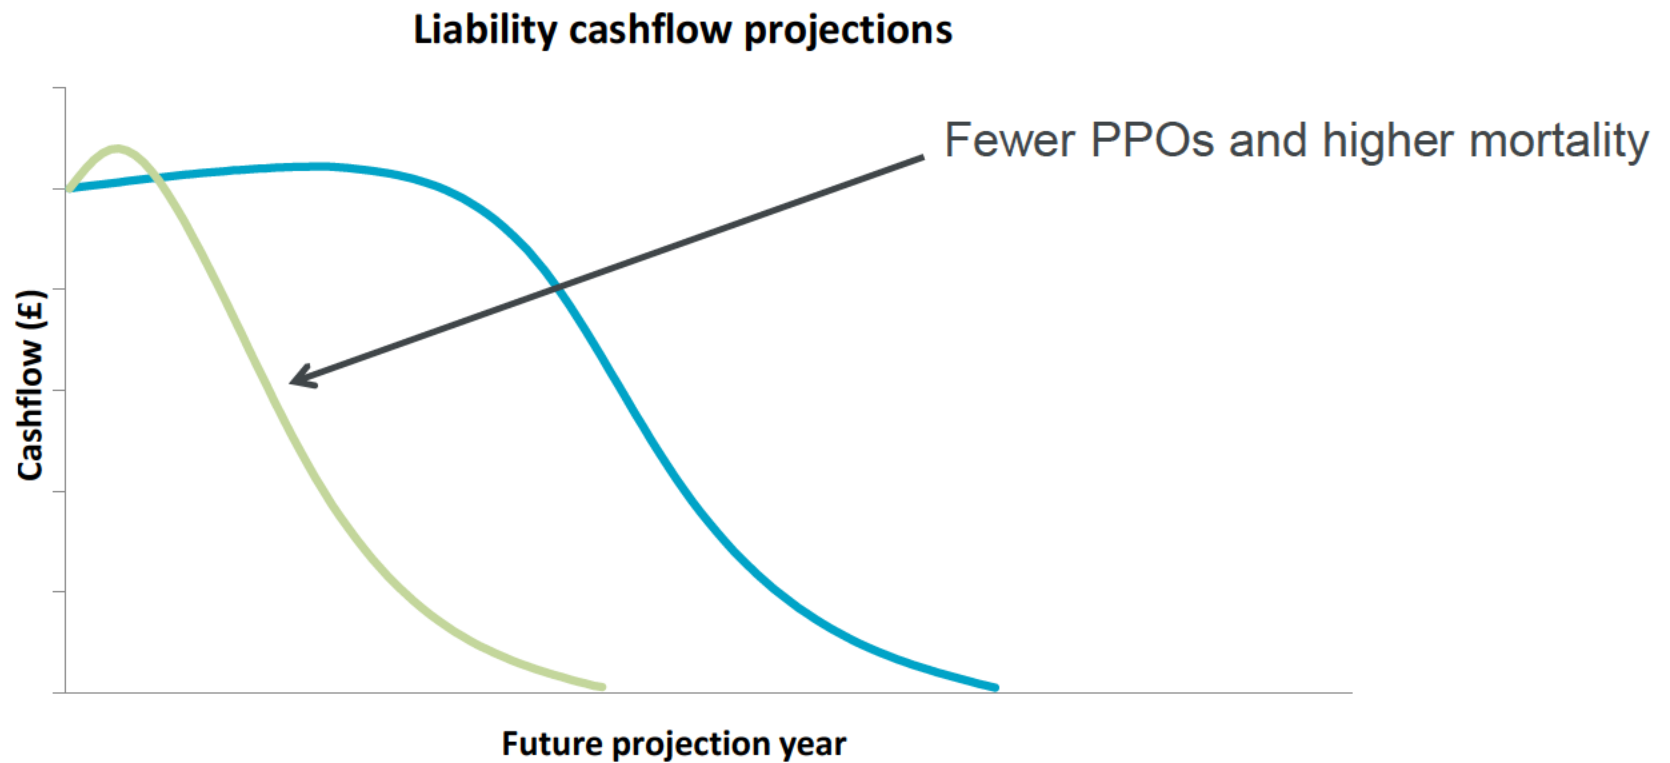 Liability cashflow projections
Fewer PPOs and higher mortality
Cashflow (£)
Future projection year